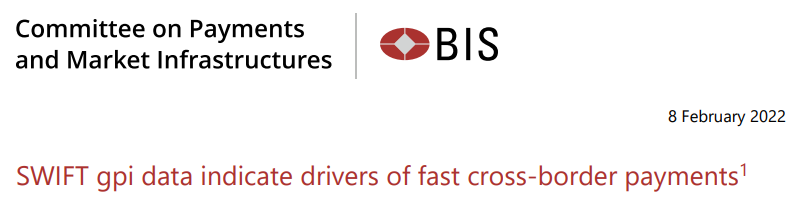 Committee on Payments
and Market Infrastructures
BIS
8 February 2022
SWIFT gpi data indicate drivers of fast cross-border payments¹